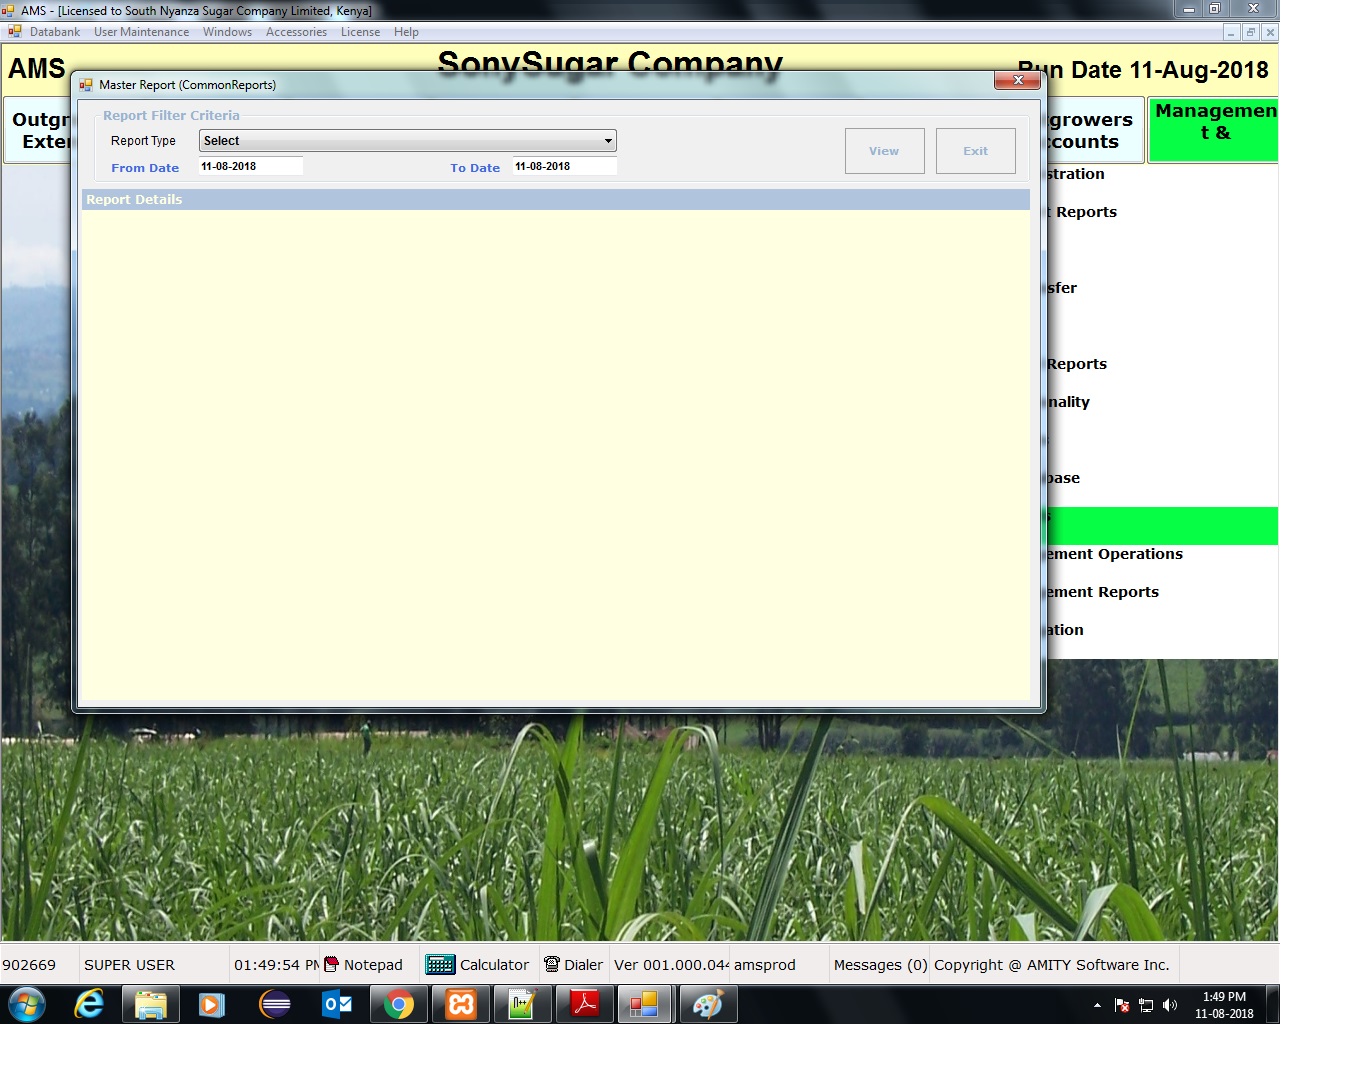 AMS - [Licensed to South Nyanza Sugar Company Limited, Kenya]
Databank User Maintenance Windows Accessories License Help
AMS SonySugar Company Run Date 11-Aug-2018
Master Report (CommonReports)
Report Filter Criteria
Report Type Select
From Date 11-08-2018 To Date 11-08-2018
View Exit
Report Details
Outgr
Exter
growers
counts
Managemen
t &
stration
t Reports
sfer
Reports
nality
base
ement Operations
ement Reports
ation
902669 SUPER USER 01:49:54 PM Notepad Calculator Dialer Ver 001.000.044 amsprod Messages (0) Copyright @ AMITY Software Inc.
1:49 PM
11-08-2018